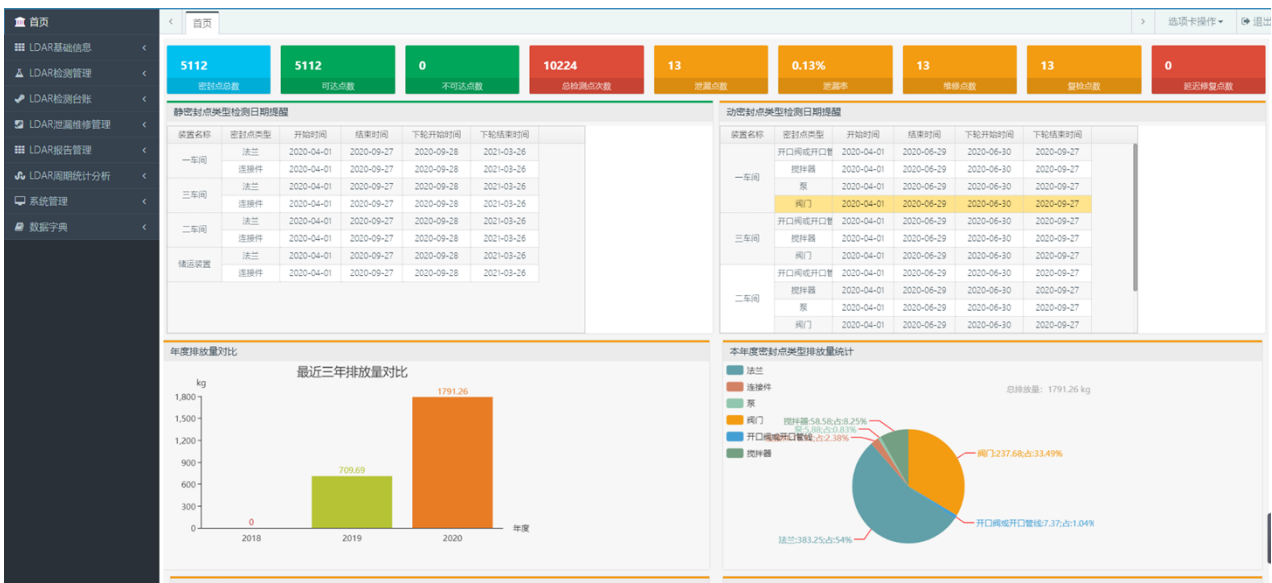 首页
LDAR基础信息
LDAR检测管理
LDAR检测台账
LDAR泄漏维修管理
LDAR报告管理
LDAR周期统计分析
系统管理
数据字典
首页
选项卡操作
退出
5112
密封点总数
5112
可达点数
0
不可达点数
10224
总检测点次数
13
泄漏点数
0.13%
泄漏率
13
维修点数
13
复检点数
0
延迟修复点数
静密封点类型检测日期提醒
装置名称 密封点类型 开始时间 结束时间 下轮开始时间 下轮结束时间
一车间
法兰 2020-04-01 2020-09-27 2020-09-28 2021-03-26
连接件 2020-04-01 2020-09-27 2020-09-28 2021-03-26
三车间
法兰 2020-04-01 2020-09-27 2020-09-28 2021-03-26
连接件 2020-04-01 2020-09-27 2020-09-28 2021-03-26
二车间
法兰 2020-04-01 2020-09-27 2020-09-28 2021-03-26
连接件 2020-04-01 2020-09-27 2020-09-28 2021-03-26
储运装置
法兰 2020-04-01 2020-09-27 2020-09-28 2021-03-26
连接件 2020-04-01 2020-09-27 2020-09-28 2021-03-26
动密封点类型检测日期提醒
装置名称 密封点类型 开始时间 结束时间 下轮开始时间 下轮结束时间
一车间
开口阀或开口管 2020-04-01 2020-06-29 2020-06-30 2020-09-27
搅拌器 2020-04-01 2020-06-29 2020-06-30 2020-09-27
泵 2020-04-01 2020-06-29 2020-06-30 2020-09-27
阀门 2020-04-01 2020-06-29 2020-06-30 2020-09-27
三车间
开口阀或开口管 2020-04-01 2020-06-29 2020-06-30 2020-09-27
搅拌器 2020-04-01 2020-06-29 2020-06-30 2020-09-27
阀门 2020-04-01 2020-06-29 2020-06-30 2020-09-27
二车间
开口阀或开口管 2020-04-01 2020-06-29 2020-06-30 2020-09-27
搅拌器 2020-04-01 2020-06-29 2020-06-30 2020-09-27
泵 2020-04-01 2020-06-29 2020-06-30 2020-09-27
阀门 2020-04-01 2020-06-29 2020-06-30 2020-09-27
年度排放量对比
最近三年排放量对比
kg
1,800
1,500
1,200
900
600
300
0
0
709.69
1791.26
2018
2019
2020
年度
本年度密封点类型排放量统计
法兰
连接件
泵
阀门
开口阀或开口管线
搅拌器
总排放量: 1791.26 kg
搅拌器:58.58;占:8.25%
泵:5.88;占:0.83%
占:2.38%
阀门:237.68;占:33.49%
开口阀或开口管线:7.37;占:1.04%
法兰:383.25;占:54%